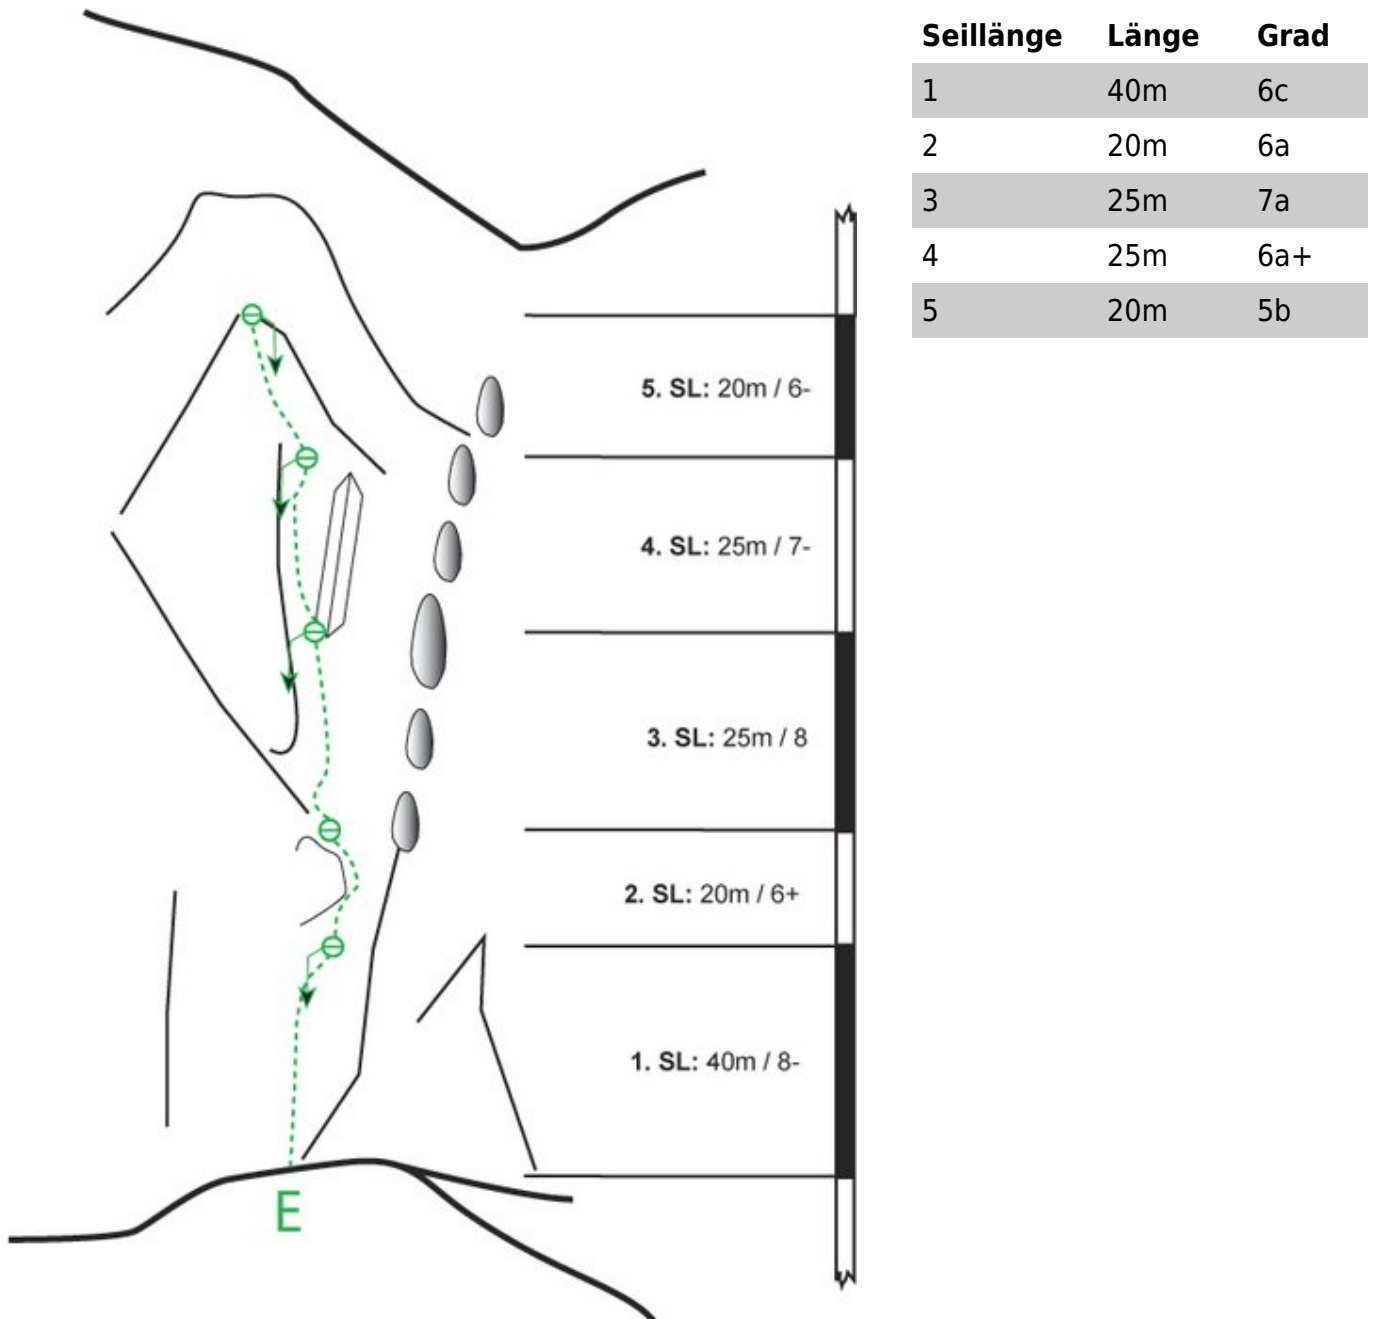 Seillänge Länge Grad
1 40m 6c
2 20m 6a
3 25m 7a
4 25m 6a+
5 20m 5b
5. SL: 20m / 6-
4. SL: 25m / 7-
3. SL: 25m / 8
2. SL: 20m / 6+
1. SL: 40m / 8-
E